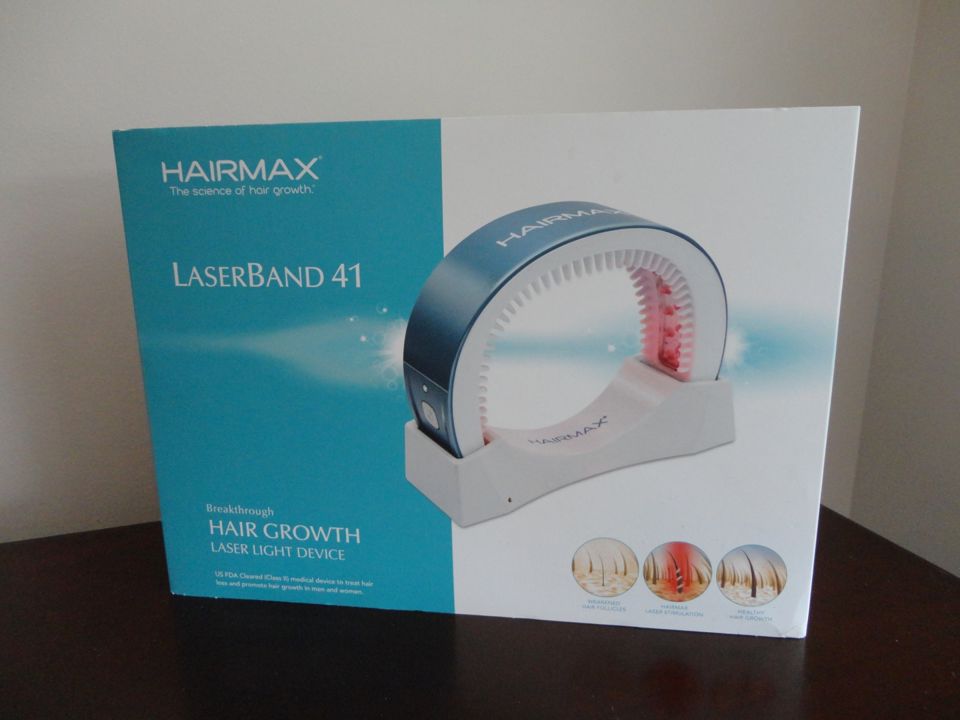 HAIRMAX®
The science of hair growth.™
LASERBAND 41
HAIRMAX
HAIRMAX®
Breakthrough
HAIR GROWTH
LASER LIGHT DEVICE
US FDA Cleared (Class II) medical device to treat hair
loss and promote hair growth in men and women.
WEAKENED
HAIR FOLLICLES
HAIRMAX
LASER STIMULATION
HEALTHY
HAIR GROWTH